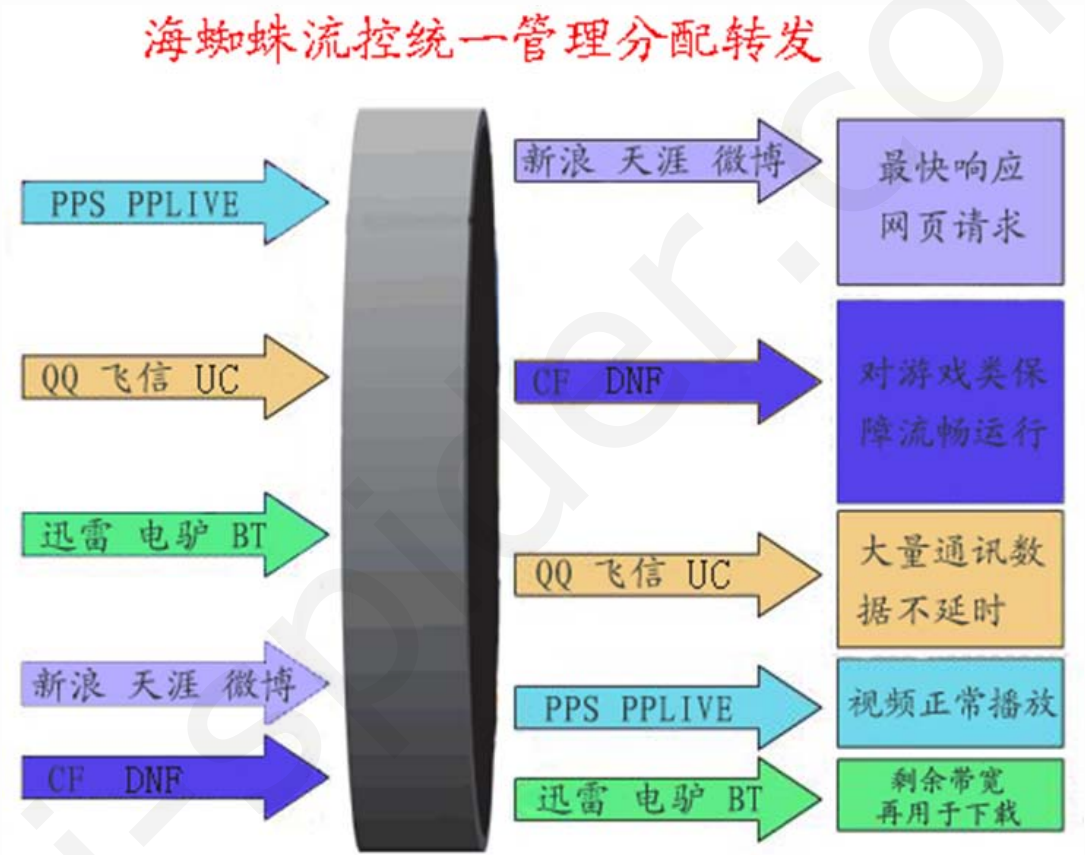 海蜘蛛流控统一管理分配转发
PPS PPLIVE
QQ 飞信 UC
迅雷 电驴 BT
新浪 天涯 微博
CF DNF
新浪 天涯 微博
最快响应
网页请求
CF DNF
对游戏类保
障流畅运行
QQ 飞信 UC
大量通讯数
据不延时
PPS PPLIVE
视频正常播放
迅雷 电驴 BT
剩余带宽
再用于下载